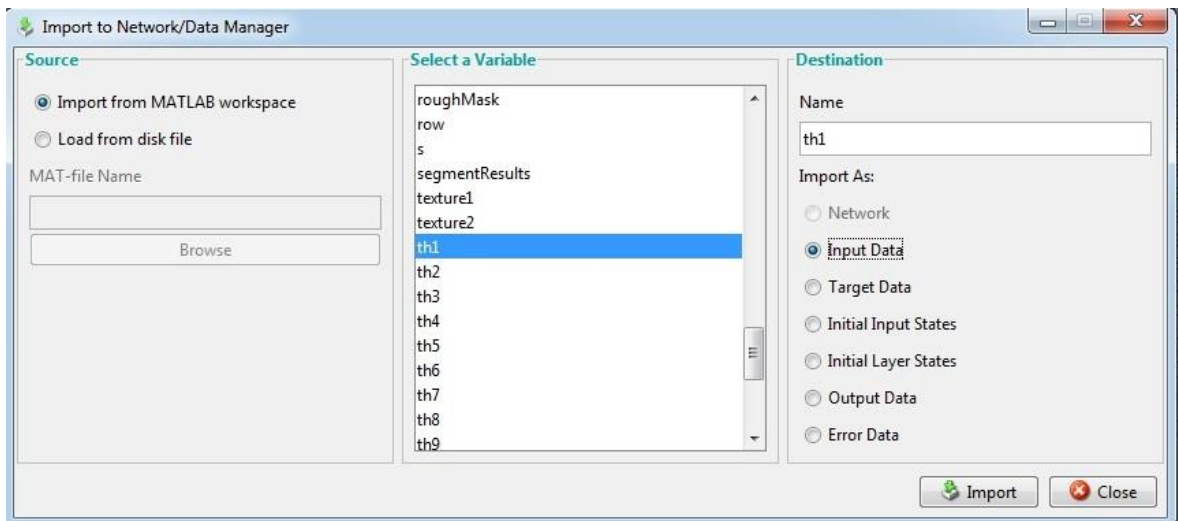 Import to Network/Data Manager
Source
Import from MATLAB workspace
Load from disk file
MAT-file Name
Browse
Select a Variable
roughMask
row
s
segmentResults
texture1
texture2
th1
th2
th3
th4
th5
th6
th7
th8
th9
Destination
Name
th1
Import As:
Network
Input Data
Target Data
Initial Input States
Initial Layer States
Output Data
Error Data
Import
Close